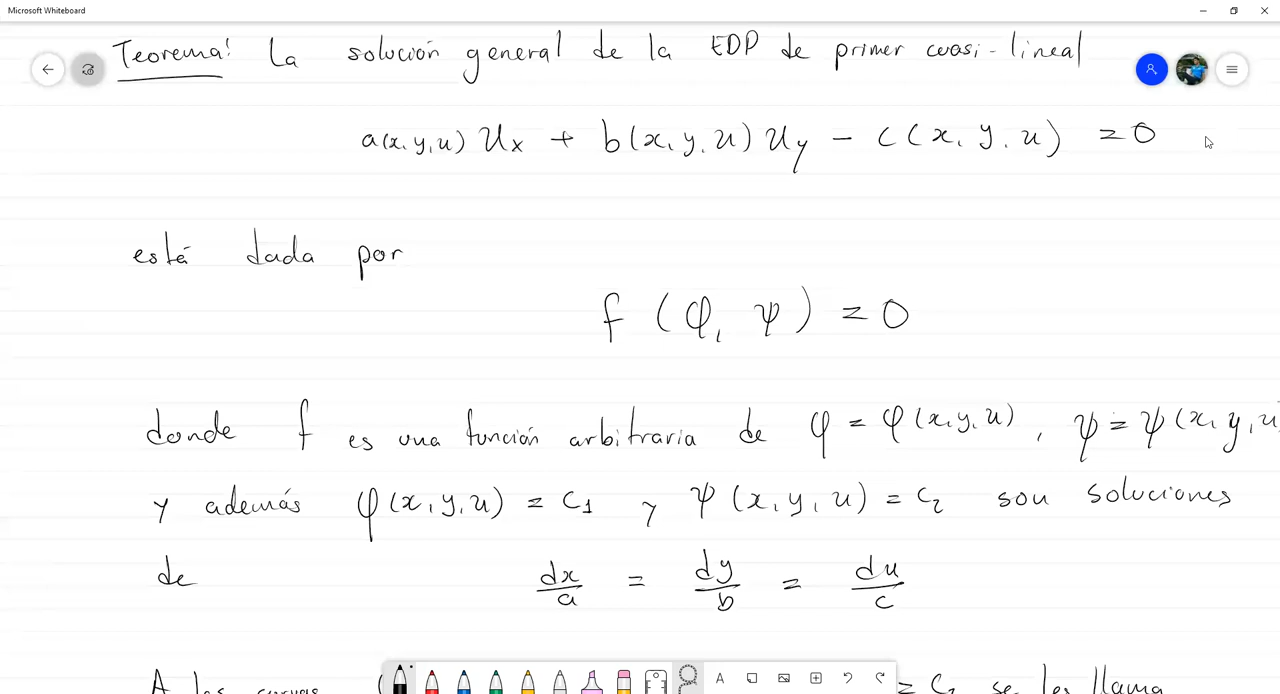 Microsoft Whiteboard
Teorema: La solución general de la EDP de primer cuasi-lineal
a(x,y,u) Ux + b(x,y,u) Uy - c(x,y,u) = 0
está dada por
f (φ, ψ) = 0
donde f es una función arbitraria de φ = φ(x,y,u), ψ = ψ(x,y,u
y además φ(x,y,u) = C1 y ψ(x,y,u) = C2 son soluciones
de dx/a = dy/b = du/c
A las curvas ( = C2 se les llama